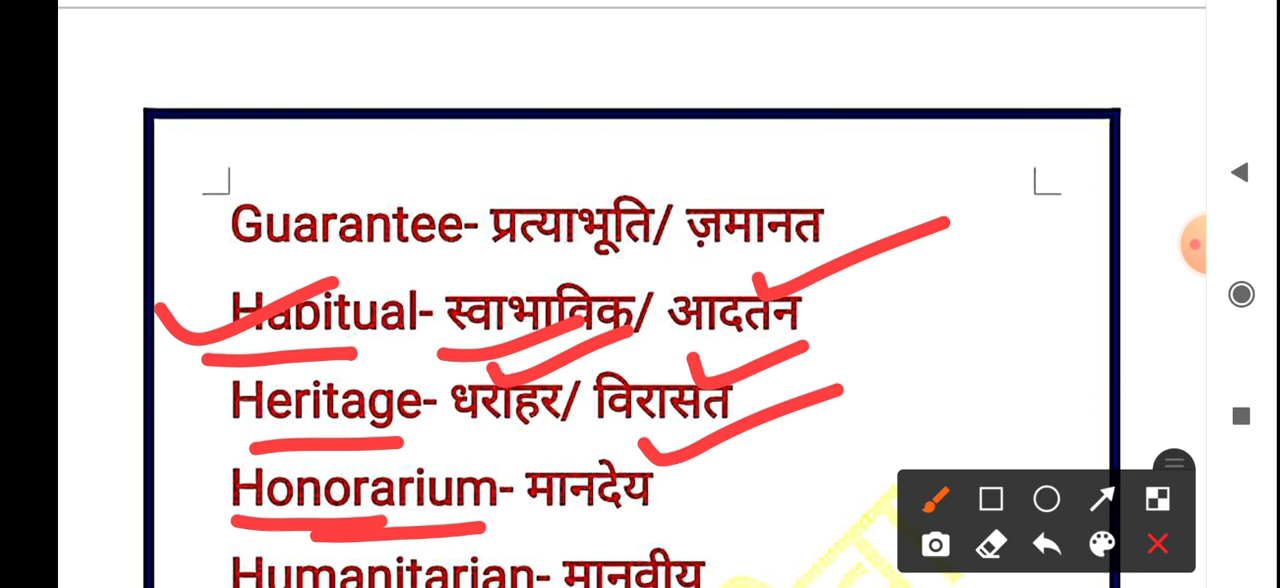 Guarantee- प्रत्याभूति/ ज़मानत
Habitual- स्वाभाविक/ आदतन
Heritage- धराहर/ विरासत
Honorarium- मानदेय
Humanitarian- मानवीय